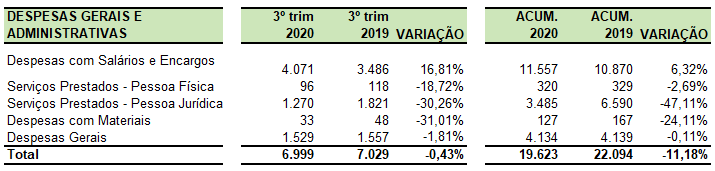 DESPESAS GERAIS E 3º trim 3º trim ACUM. ACUM.
ADMINISTRATIVAS 2020 2019 VARIAÇÃO 2020 2019 VARIAÇÃO
Despesas com Salários e Encargos 4.071 3.486 16,81% 11.557 10.870 6,32%
Serviços Prestados - Pessoa Física 96 118 -18,72% 320 329 -2,69%
Serviços Prestados - Pessoa Jurídica 1.270 1.821 -30,26% 3.485 6.590 -47,11%
Despesas com Materiais 33 48 -31,01% 127 167 -24,11%
Despesas Gerais 1.529 1.557 -1,81% 4.134 4.139 -0,11%
Total 6.999 7.029 -0,43% 19.623 22.094 -11,18%